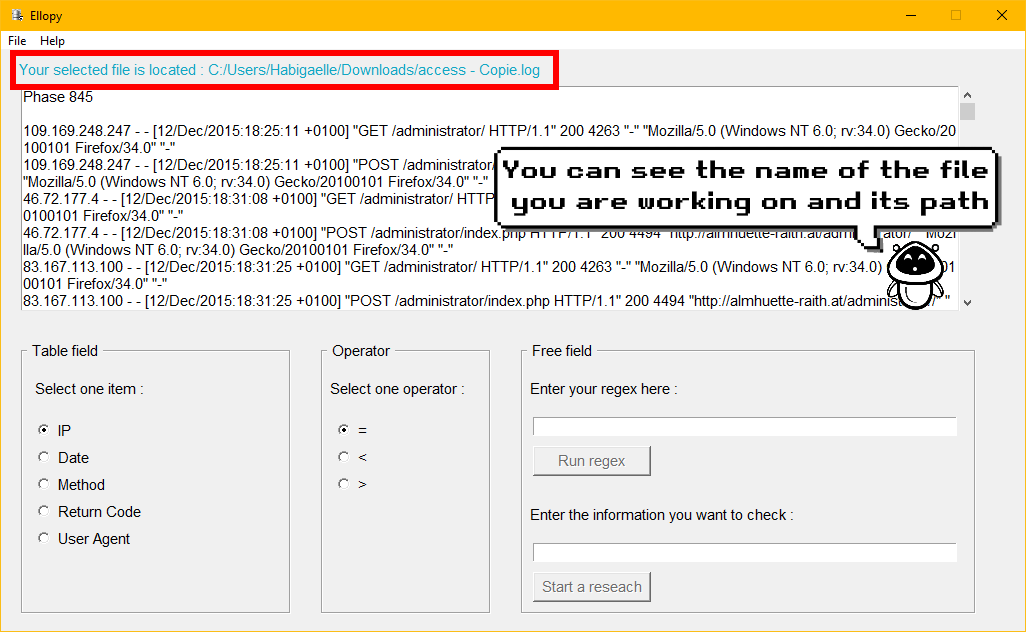 Ellopy
File Help
Your selected file is located : C:/Users/Habigaelle/Downloads/access - Copie.log
Phase 845
109.169.248.247 - - [12/Dec/2015:18:25:11 +0100] "GET /administrator/ HTTP/1.1" 200 4263 "-" "Mozilla/5.0 (Windows NT 6.0; rv:34.0) Gecko/20
100101 Firefox/34.0" "-"
109.169.248.247 - - [12/Dec/2015:18:25:11 +0100] "POST /administrator/
"Mozilla/5.0 (Windows NT 6.0; rv:34.0) Gecko/20100101 Firefox/34.0" "-"
46.72.177.4 - - [12/Dec/2015:18:31:08 +0100] "GET /administrator/ HTTP
0100101 Firefox/34.0" "-"
46.72.177.4 - - [12/Dec/2015:18:31:08 +0100] "POST /administrator/index.php HTTP/1.1" 200 4494 "http://almhuette-raith.at/
lla/5.0 (Windows NT 6.0; rv:34.0) Gecko/20100101 Firefox/34.0" "-"
83.167.113.100 - - [12/Dec/2015:18:31:25 +0100] "GET /administrator/ HTTP/1.1" 200 4263 "-" "Mozilla/5.0 (Windows NT 6.0; rv:34.0)
00101 Firefox/34.0" "-"
83.167.113.100 - - [12/Dec/2015:18:31:25 +0100] "POST /administrator/index.php HTTP/1.1" 200 4494 "http://almhuette-raith.at/
You can see the name of the file
you are working on and its path
Table field
Select one item :
IP
Date
Method
Return Code
User Agent
Operator
Select one operator :
=
<
>
Free field
Enter your regex here :
Run regex
Enter the information you want to check :
Start a reseach